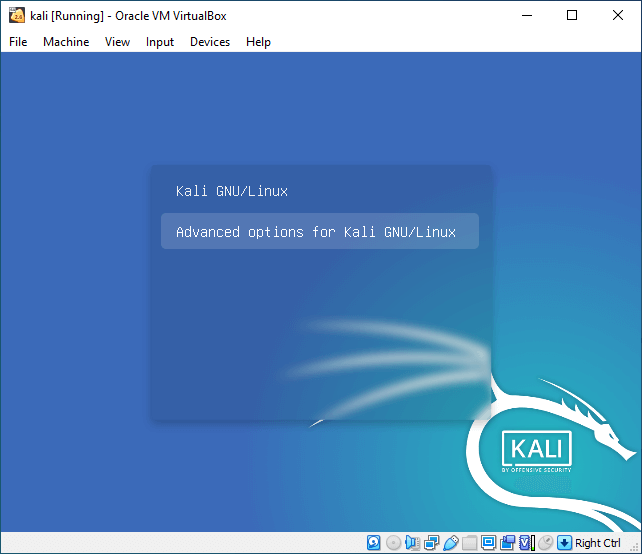 kali [Running] - Oracle VM VirtualBox
File Machine View Input Devices Help
Kali GNU/Linux
Advanced options for Kali GNU/Linux
KALI
BY OFFENSIVE SECURITY
Right Ctrl